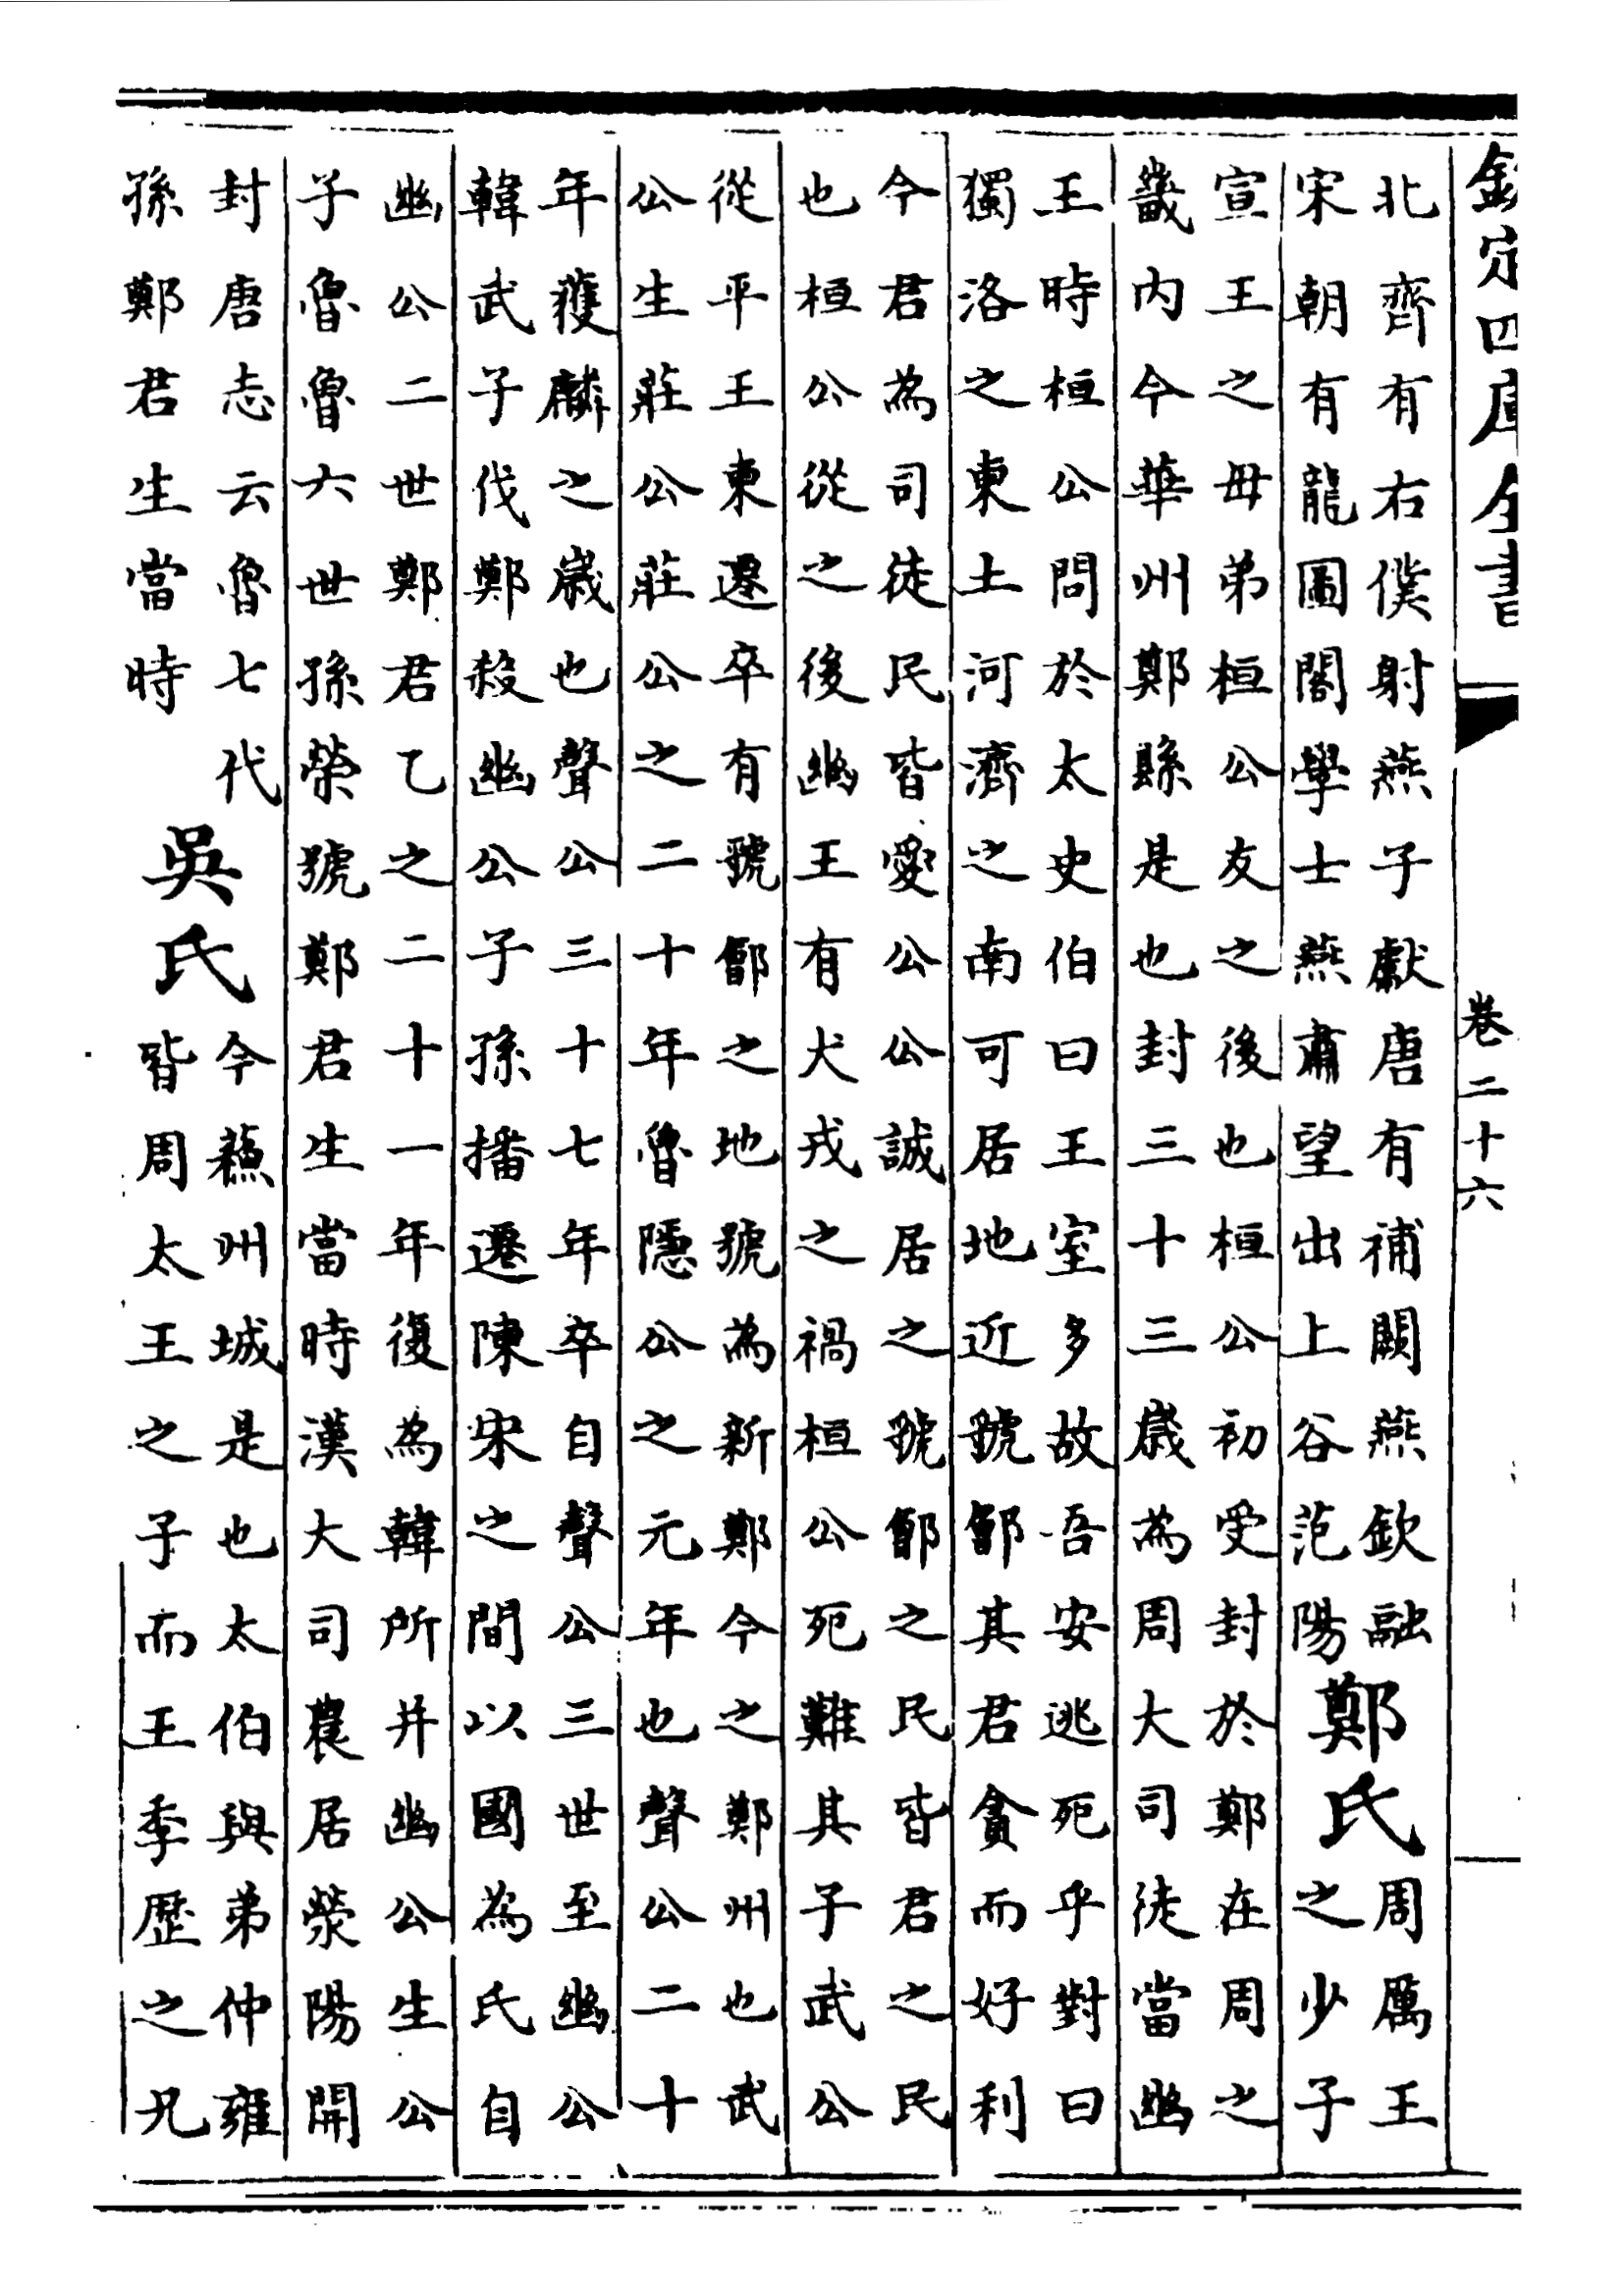 欽定四庫全書
卷二十六
北齊有右僕射燕子獻唐有補闕燕欽融
宋朝有龍圖閣學士燕肅望出上谷范陽
鄭氏
周厲王
之少子
宣王之母弟桓公友之後也桓公初受封於鄭在周之
畿内今華州鄭縣是也封三十三歲為周大司徒當幽
王時桓公問於太史伯曰王室多故吾安逃死乎對曰
獨洛之東土河濟之南可居地近虢鄶其君貪而好利
今君為司徒民皆愛公公誠居之虢鄶之民皆君之民
也桓公從之後幽王有犬戎之禍桓公死難其子武公
從平王東遷卒有虢鄶之地號為新鄭今之鄭州也武
公生莊公莊公之二十年魯隱公之元年也聲公二十
年獲麟之歲也聲公三十七年卒自聲公三世至幽公
韓武子伐鄭殺幽公子孫播遷陳宋之間以國為氏自
幽公二世鄭君乙之二十一年復為韓所并幽公生公
子魯魯六世孫榮號鄭君生當時漢大司農居滎陽開
封唐志云魯七代
孫鄭君生當時
吳氏
今蘓州城是也太伯與弟仲雍
皆周太王之子而王季歷之兄